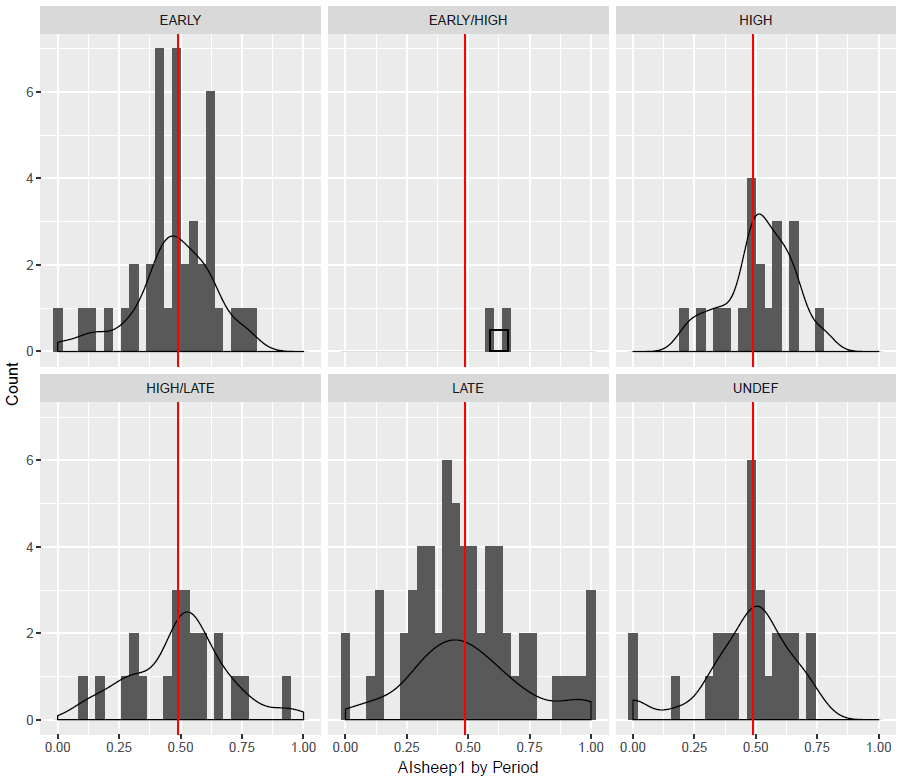 EARLY EARLY/HIGH HIGH
6
4
2
0
HIGH/LATE LATE UNDEF
6
4
2
0
0.00 0.25 0.50 0.75 1.00 0.00 0.25 0.50 0.75 1.00 0.00 0.25 0.50 0.75 1.00
AIsheep1 by Period
Count